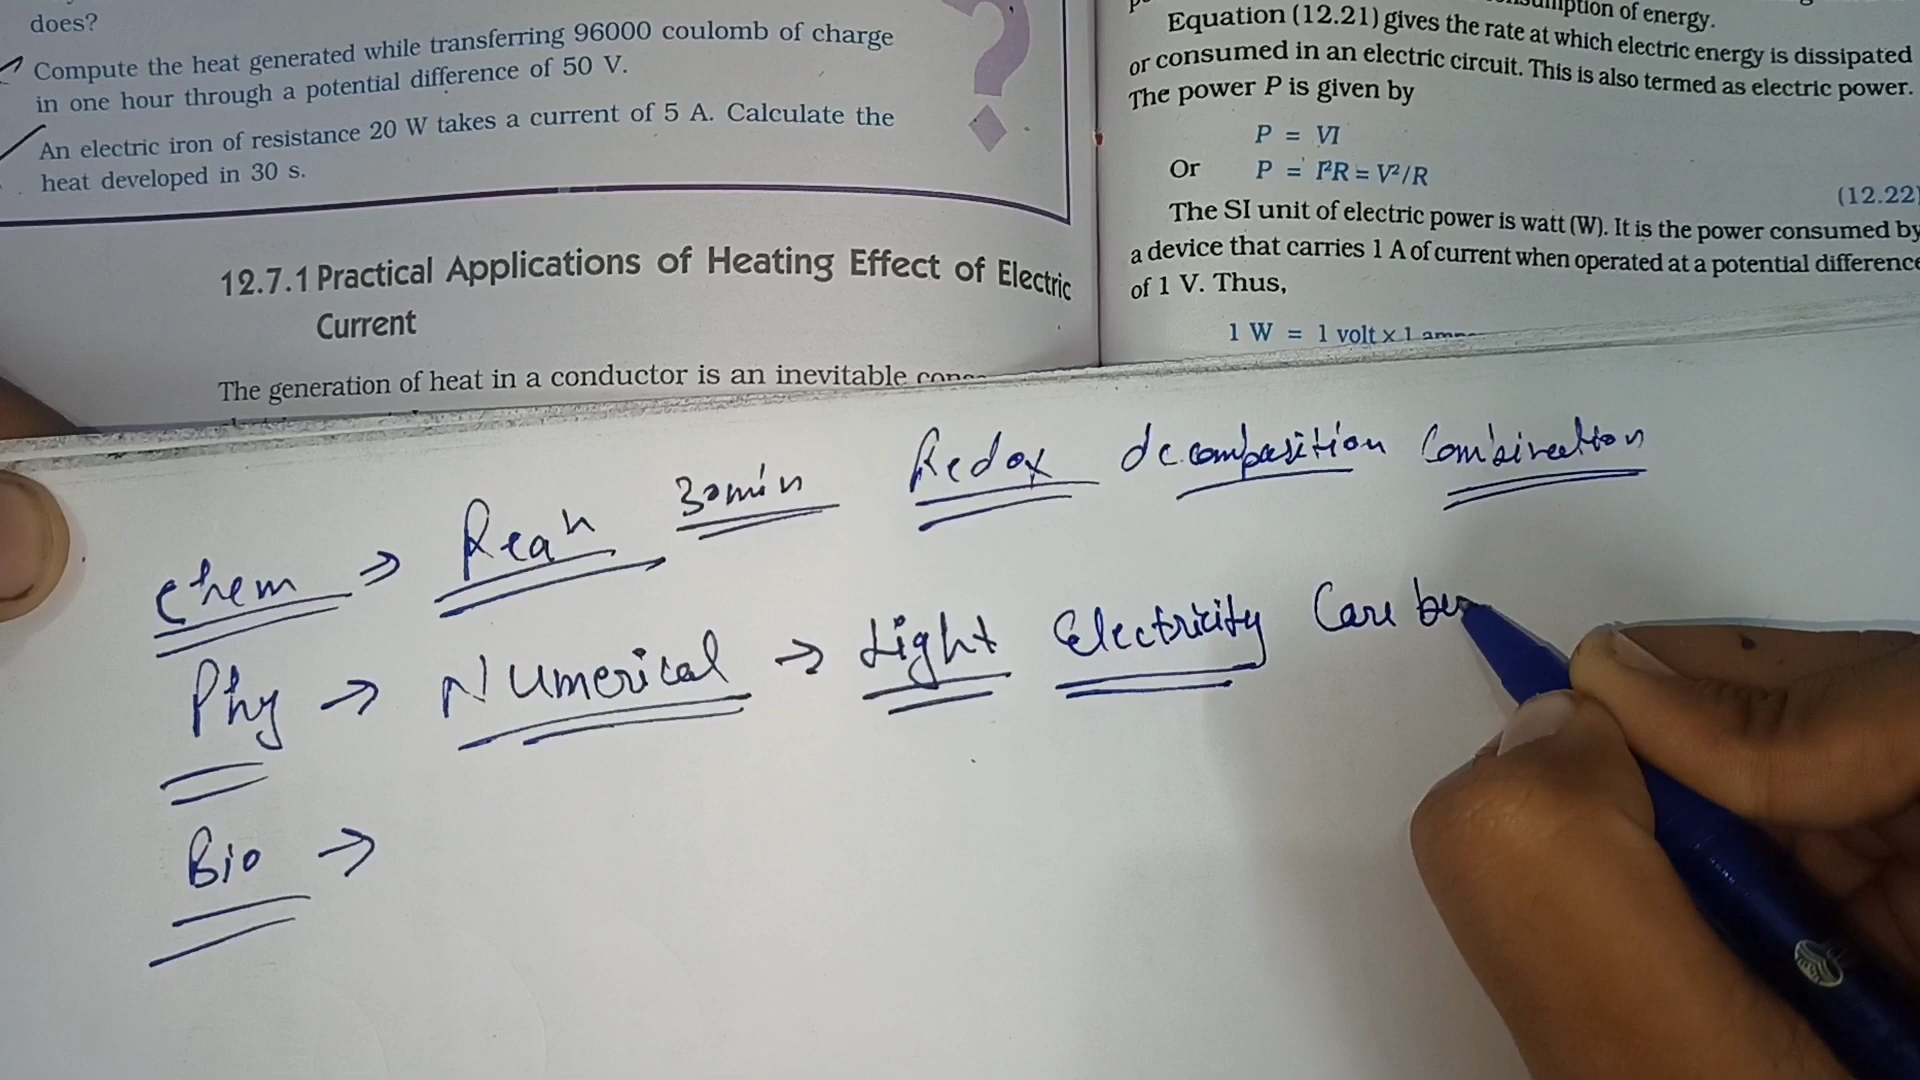 does?
Compute the heat generated while transferring 96000 coulomb of charge
in one hour through a potential difference of 50 V.
An electric iron of resistance 20 W takes a current of 5 A. Calculate the
heat developed in 30 s.
12.7.1 Practical Applications of Heating Effect of Electric
Current
The generation of heat in a conductor is an inevitable
of energy.
Equation (12.21) gives the rate at which electric energy is dissipated
or consumed in an electric circuit. This is also termed as electric power.
The power P is given by
P = VI
Or P = I²R = V²/R
(12.22)
The SI unit of electric power is watt (W). It is the power consumed by
a device that carries 1 A of current when operated at a potential difference
of 1 V. Thus,
1 W = 1 volt × 1
Chem → Reaⁿ 30min Redox decomposition Combination
Phy → Numerical → Light Electricity
Bio →